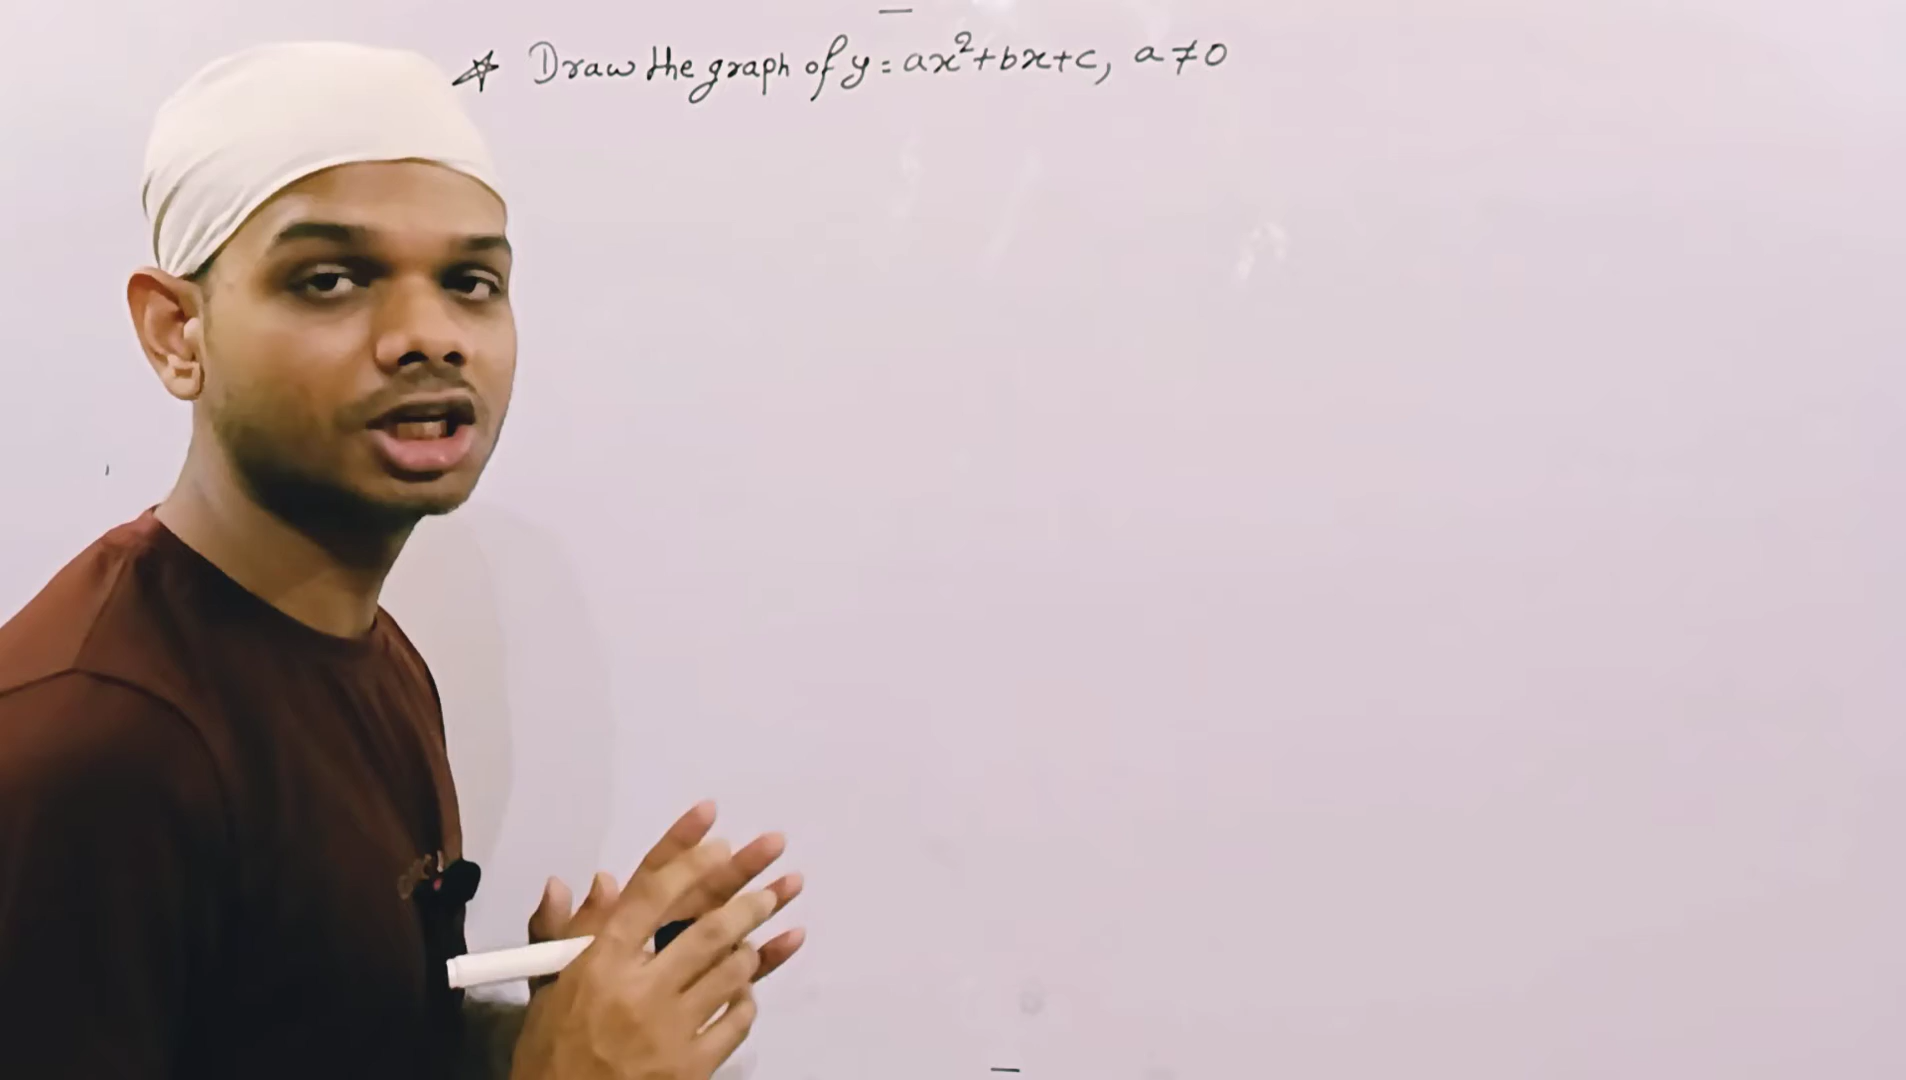 ☆ Draw the graph of y = ax²+bx+c, a≠0